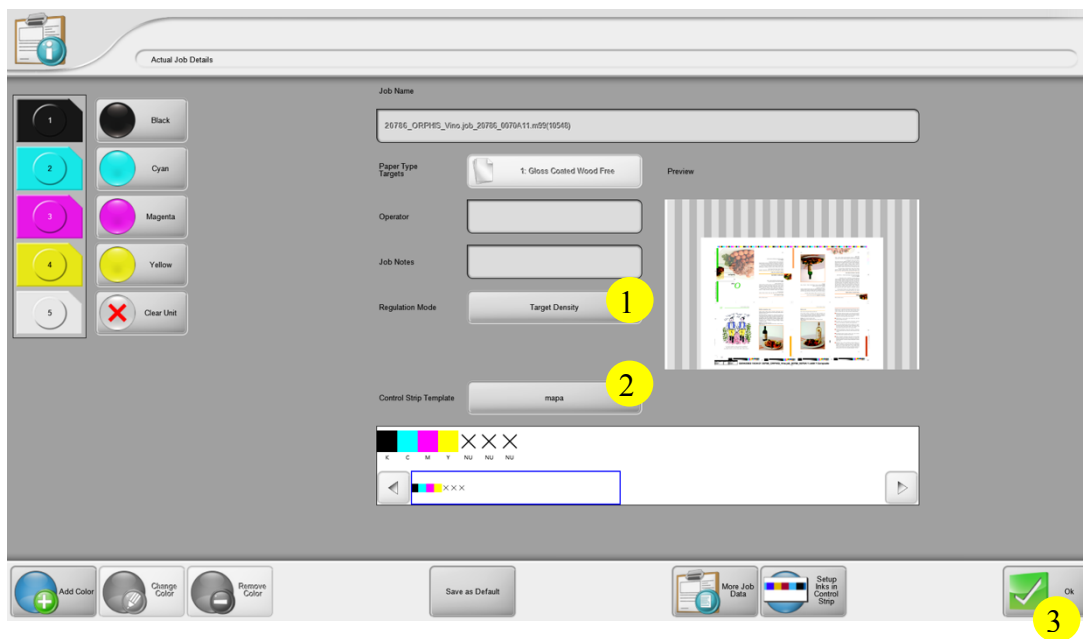 Actual Job Details
Job Name
20786_ORPHIS_Vino.job_20786_0070A11.m99(10548)
1 Black
2 Cyan
3 Magenta
4 Yellow
5 Clear Unit
Paper Type
Targets
1: Gloss Coated Wood Free
Preview
Operator
Job Notes
Regulation Mode
Target Density
1
Control Strip Template
mapa
2
K C M Y NU NU NU
Add Color
Change
Color
Remove
Color
Save as Default
More Job
Data
Setup
Inks in
Control
Strip
Ok
3